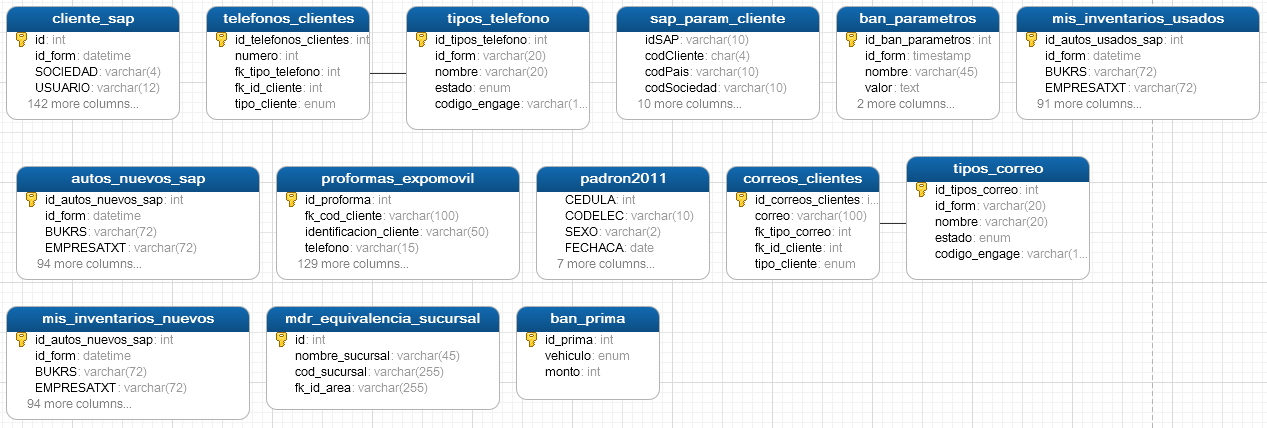 cliente_sap
id: int
id_form: datetime
SOCIEDAD: varchar(4)
USUARIO: varchar(12)
142 more columns...
telefonos_clientes
id_telefonos_clientes: int
numero: int
fk_tipo_telefono: int
fk_id_cliente: int
tipo_cliente: enum
tipos_telefono
id_tipos_telefono: int
id_form: varchar(20)
nombre: varchar(20)
estado: enum
codigo_engage: varchar(1...
sap_param_cliente
idSAP: varchar(10)
codCliente: char(4)
codPais: varchar(10)
codSociedad: varchar(10)
10 more columns...
ban_parametros
id_ban_parametros: int
id_form: timestamp
nombre: varchar(45)
valor: text
2 more columns...
mis_inventarios_usados
id_autos_usados_sap: int
id_form: datetime
BUKRS: varchar(72)
EMPRESATXT: varchar(72)
91 more columns...
autos_nuevos_sap
id_autos_nuevos_sap: int
id_form: datetime
BUKRS: varchar(72)
EMPRESATXT: varchar(72)
94 more columns...
proformas_expomovil
id_proforma: int
fk_cod_cliente: varchar(100)
identificacion_cliente: varchar(50)
telefono: varchar(15)
129 more columns...
padron2011
CEDULA: int
CODELEC: varchar(10)
SEXO: varchar(2)
FECHACA: date
7 more columns...
correos_clientes
id_correos_clientes: i...
correo: varchar(100)
fk_tipo_correo: int
fk_id_cliente: int
tipo_cliente: enum
tipos_correo
id_tipos_correo: int
id_form: varchar(20)
nombre: varchar(20)
estado: enum
codigo_engage: varchar(1...
mis_inventarios_nuevos
id_autos_nuevos_sap: int
id_form: datetime
BUKRS: varchar(72)
EMPRESATXT: varchar(72)
94 more columns...
mdr_equivalencia_sucursal
id: int
nombre_sucursal: varchar(45)
cod_sucursal: varchar(255)
fk_id_area: varchar(255)
ban_prima
id_prima: int
vehiculo: enum
monto: int